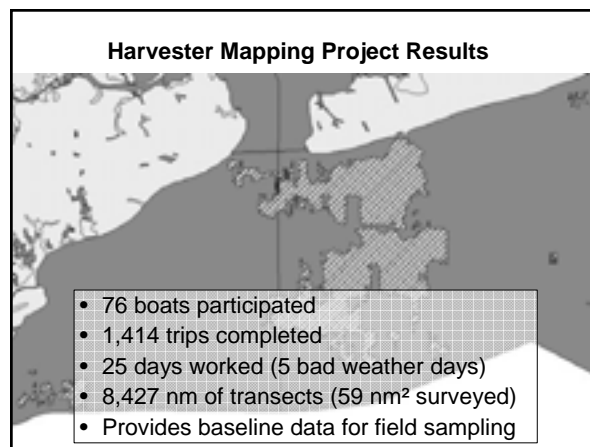 Harvester Mapping Project Results
• 76 boats participated
• 1,414 trips completed
• 25 days worked (5 bad weather days)
• 8,427 nm of transects (59 nm² surveyed)
• Provides baseline data for field sampling